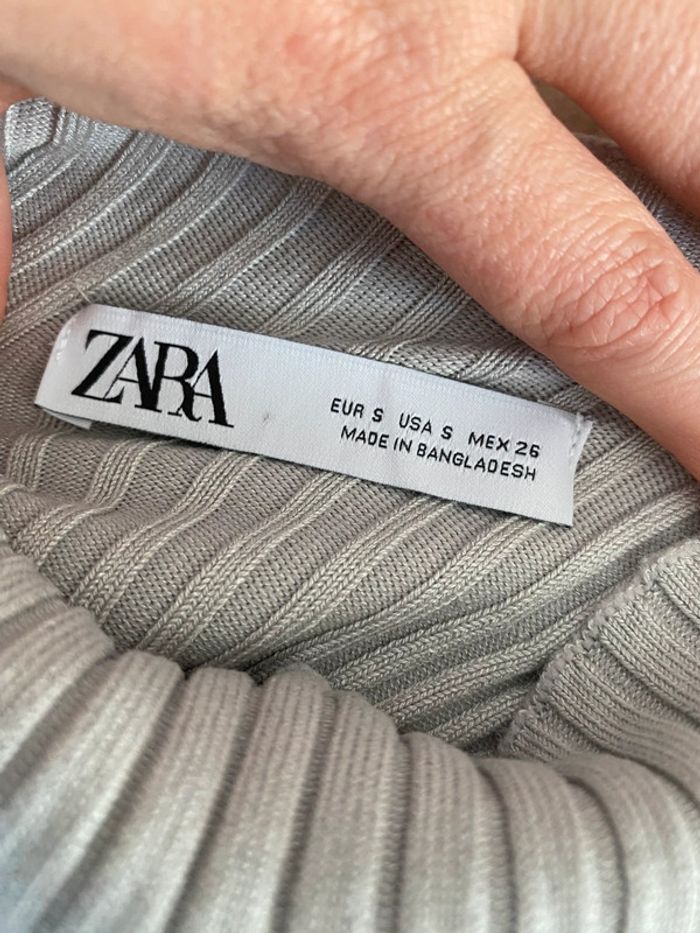 ZARA
EUR S USA S MEX 26
MADE IN BANGLADESH